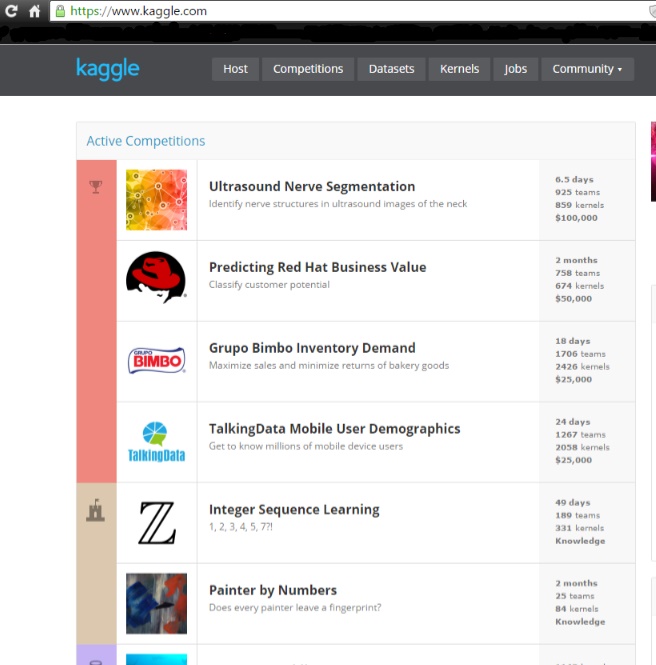 https://www.kaggle.com
kaggle
Host Competitions Datasets Kernels Jobs Community
Active Competitions
Ultrasound Nerve Segmentation
Identify nerve structures in ultrasound images of the neck
6.5 days
925 teams
859 kernels
$100,000
Predicting Red Hat Business Value
Classify customer potential
2 months
758 teams
674 kernels
$50,000
GRUPO
BIMBO
Grupo Bimbo Inventory Demand
Maximize sales and minimize returns of bakery goods
18 days
1706 teams
2426 kernels
$25,000
TalkingData
TalkingData Mobile User Demographics
Get to know millions of mobile device users
24 days
1267 teams
2058 kernels
$25,000
ℤ
Integer Sequence Learning
1, 2, 3, 4, 5, 7?!
49 days
189 teams
331 kernels
Knowledge
Painter by Numbers
Does every painter leave a fingerprint?
2 months
25 teams
84 kernels
Knowledge